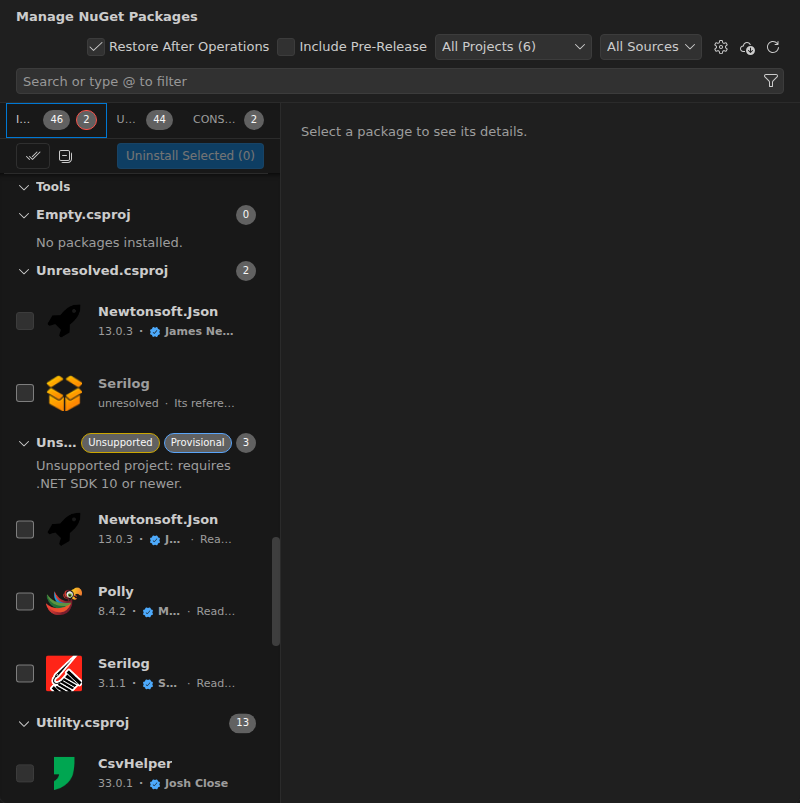 Manage NuGet Packages
Restore After Operations Include Pre-Release All Projects (6) All Sources
Search or type @ to filter
I... 46 2 U... 44 CONS... 2
Uninstall Selected (0)
Select a package to see its details.
Tools
Empty.csproj 0
No packages installed.
Unresolved.csproj 2
Newtonsoft.Json
13.0.3 · James Ne...
Serilog
unresolved · Its refere...
Uns... Unsupported Provisional 3
Unsupported project: requires
.NET SDK 10 or newer.
Newtonsoft.Json
13.0.3 · J... · Rea...
Polly
8.4.2 · M... · Read...
Serilog
3.1.1 · S... · Read...
Utility.csproj 13
CsvHelper
33.0.1 · Josh Close